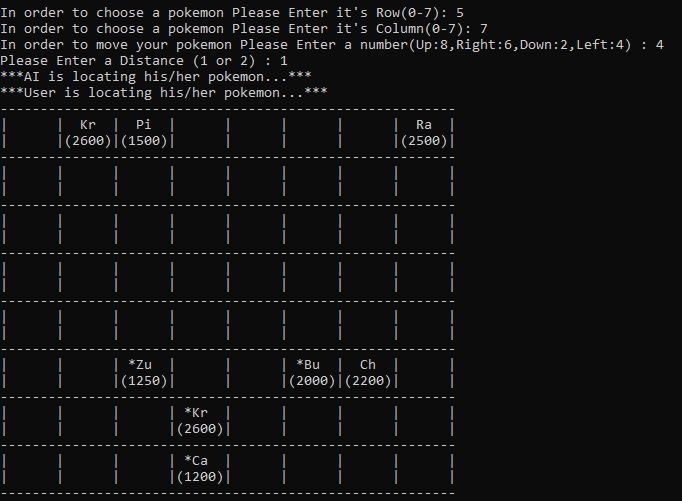 In order to choose a pokemon Please Enter it's Row(0-7): 5
In order to choose a pokemon Please Enter it's Column(0-7): 7
In order to move your pokemon Please Enter a number(Up:8,Right:6,Down:2,Left:4) : 4
Please Enter a Distance (1 or 2) : 1
***AI is locating his/her pokemon...***
***User is locating his/her pokemon...***
Kr Pi Ra
(2600) (1500) (2500)
*Zu *Bu Ch
(1250) (2000) (2200)
*Kr
(2600)
*Ca
(1200)